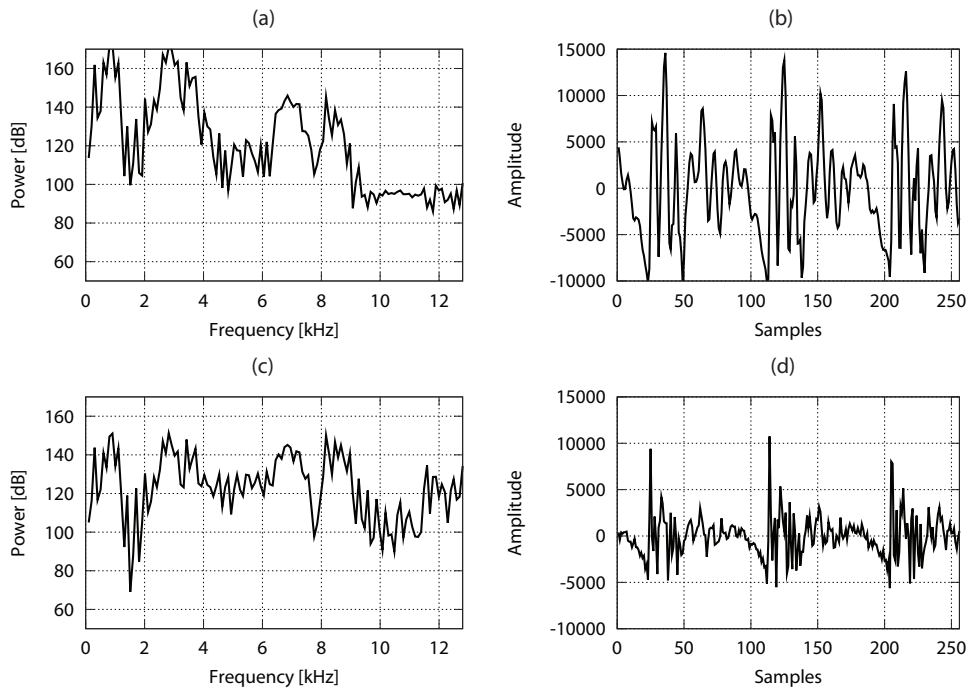 (a)
160
140
120
100
80
60
0 2 4 6 8 10 12
Power [dB]
Frequency [kHz]
(b)
15000
10000
5000
0
-5000
-10000
0 50 100 150 200 250
Amplitude
Samples
(c)
160
140
120
100
80
60
0 2 4 6 8 10 12
Power [dB]
Frequency [kHz]
(d)
15000
10000
5000
0
-5000
-10000
0 50 100 150 200 250
Amplitude
Samples